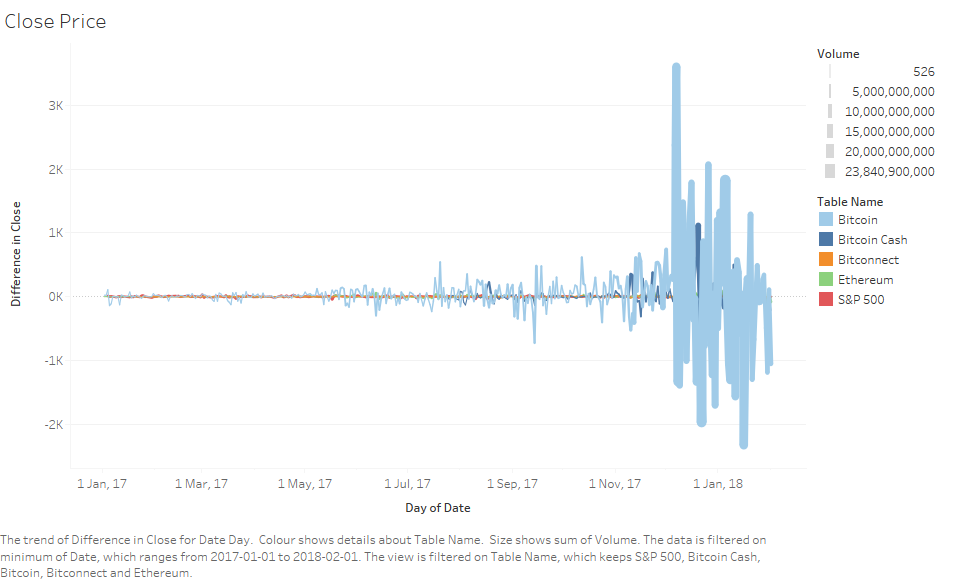 Close Price
Volume
526
5,000,000,000
10,000,000,000
15,000,000,000
20,000,000,000
23,840,900,000
Table Name
Bitcoin
Bitcoin Cash
Bitconnect
Ethereum
S&P 500
Difference in Close
3K
2K
1K
0K
-1K
-2K
1 Jan, 17
1 Mar, 17
1 May, 17
1 Jul, 17
1 Sep, 17
1 Nov, 17
1 Jan, 18
Day of Date
The trend of Difference in Close for Date Day.  Colour shows details about Table Name.  Size shows sum of Volume. The data is filtered on
minimum of Date, which ranges from 2017-01-01 to 2018-02-01. The view is filtered on Table Name, which keeps S&P 500, Bitcoin Cash,
Bitcoin, Bitconnect and Ethereum.